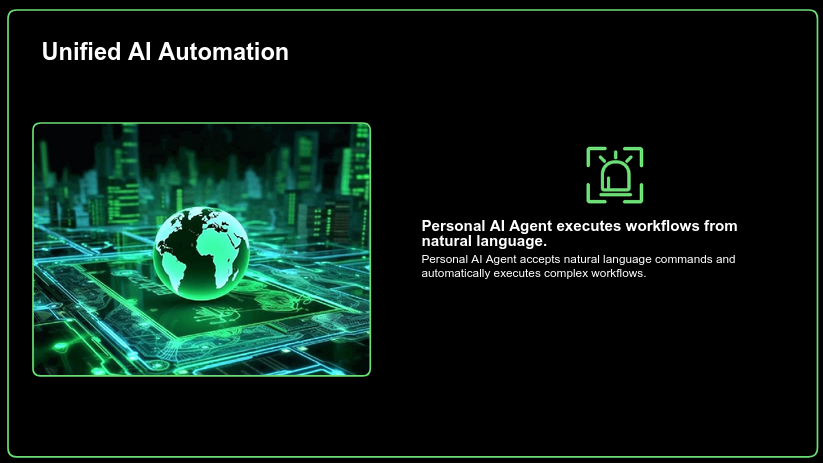 Unified AI Automation
Personal AI Agent executes workflows from
natural language.
Personal AI Agent accepts natural language commands and
automatically executes complex workflows.